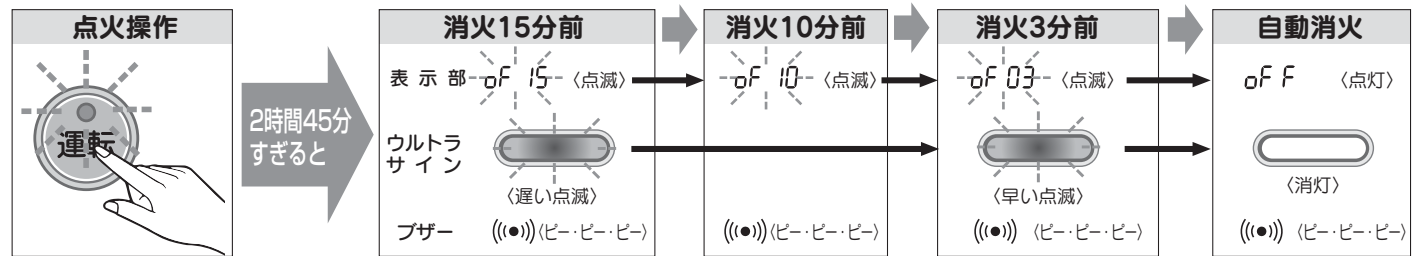 点火操作
運転
2時間45分
すぎると
消火15分前
表示部
oF 15 〈点滅〉
ウルトラ
サイン
〈遅い点滅〉
ブザー 〈ピー・ピー・ピー〉
消火10分前
oF 10 〈点滅〉
〈ピー・ピー・ピー〉
消火3分前
oF 03 〈点滅〉
〈早い点滅〉
〈ピー・ピー・ピー〉
自動消火
oFF 〈点灯〉
〈消灯〉
〈ピー・ピー・ピー〉